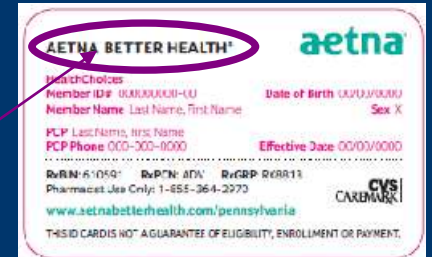 AETNA BETTER HEALTH®
aetna
HealthChoices
Member ID# 000000000-00 Date of Birth 00/00/0000
Member Name Last Name, First Name Sex X
PCP Last Name, First Name
PCP Phone 000-000-0000 Effective Date 00/00/0000
RxBIN: 610591 RxPCN: ADV RxGRP: RX8813
Pharmacist Use Only: 1-855-364-2970
CVS
CAREMARK
www.aetnabetterhealth.com/pennsylvania
THIS ID CARD IS NOT A GUARANTEE OF ELIGIBILITY, ENROLLMENT OR PAYMENT.